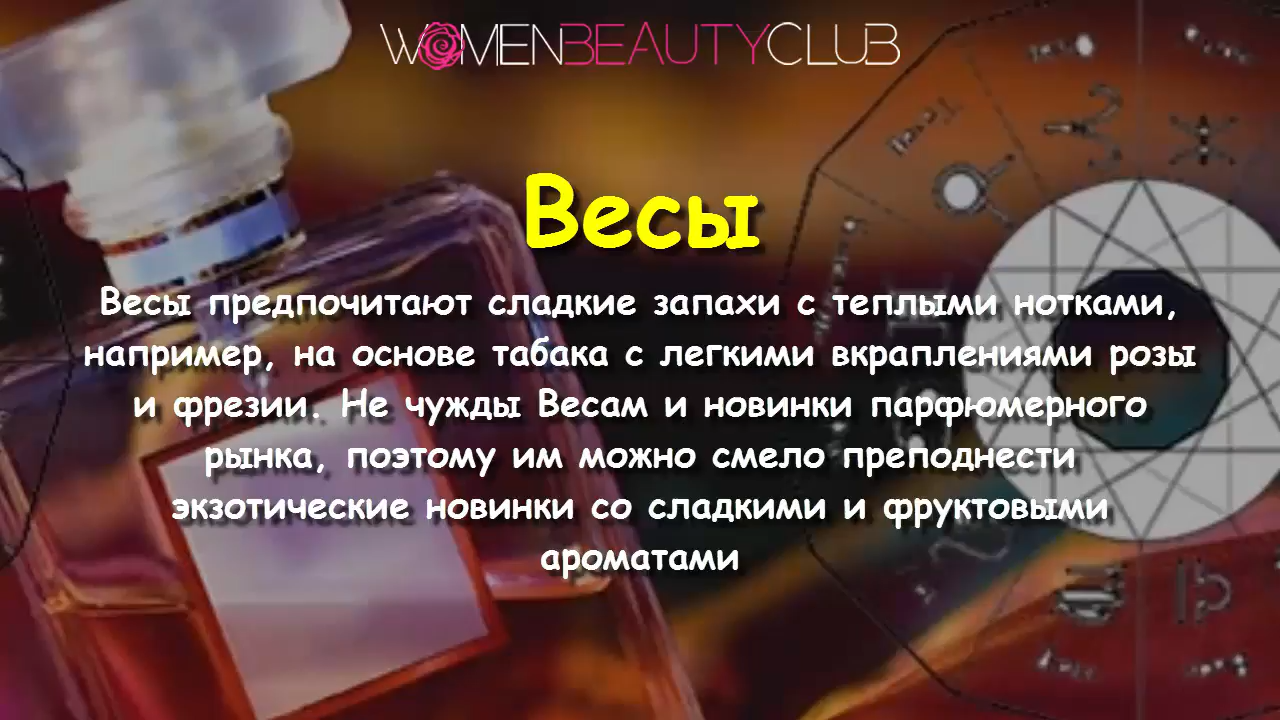 WOMENBEAUTYCLUB
Весы
Весы предпочитают сладкие запахи с теплыми нотками,
например, на основе табака с легкими вкраплениями розы
и фрезии. Не чужды Весам и новинки парфюмерного
рынка, поэтому им можно смело преподнести
экзотические новинки со сладкими и фруктовыми
ароматами